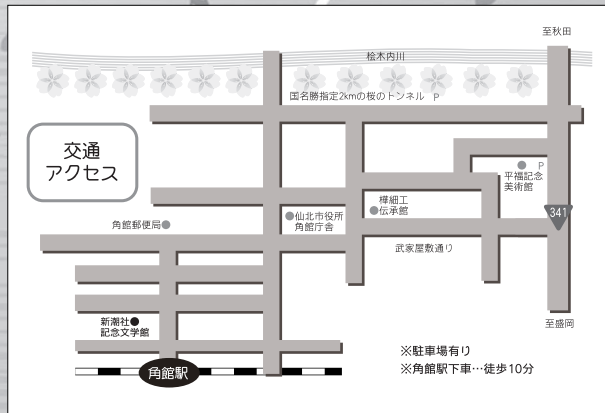 至秋田
桧木内川
国名勝指定2kmの桜のトンネル P
交通
アクセス
P
平福記念
美術館
樺細工
伝承館
仙北市役所
角館庁舎
341
角館郵便局
武家屋敷通り
新潮社
記念文学館
至盛岡
※駐車場有り
※角館駅下車…徒歩10分
角館駅